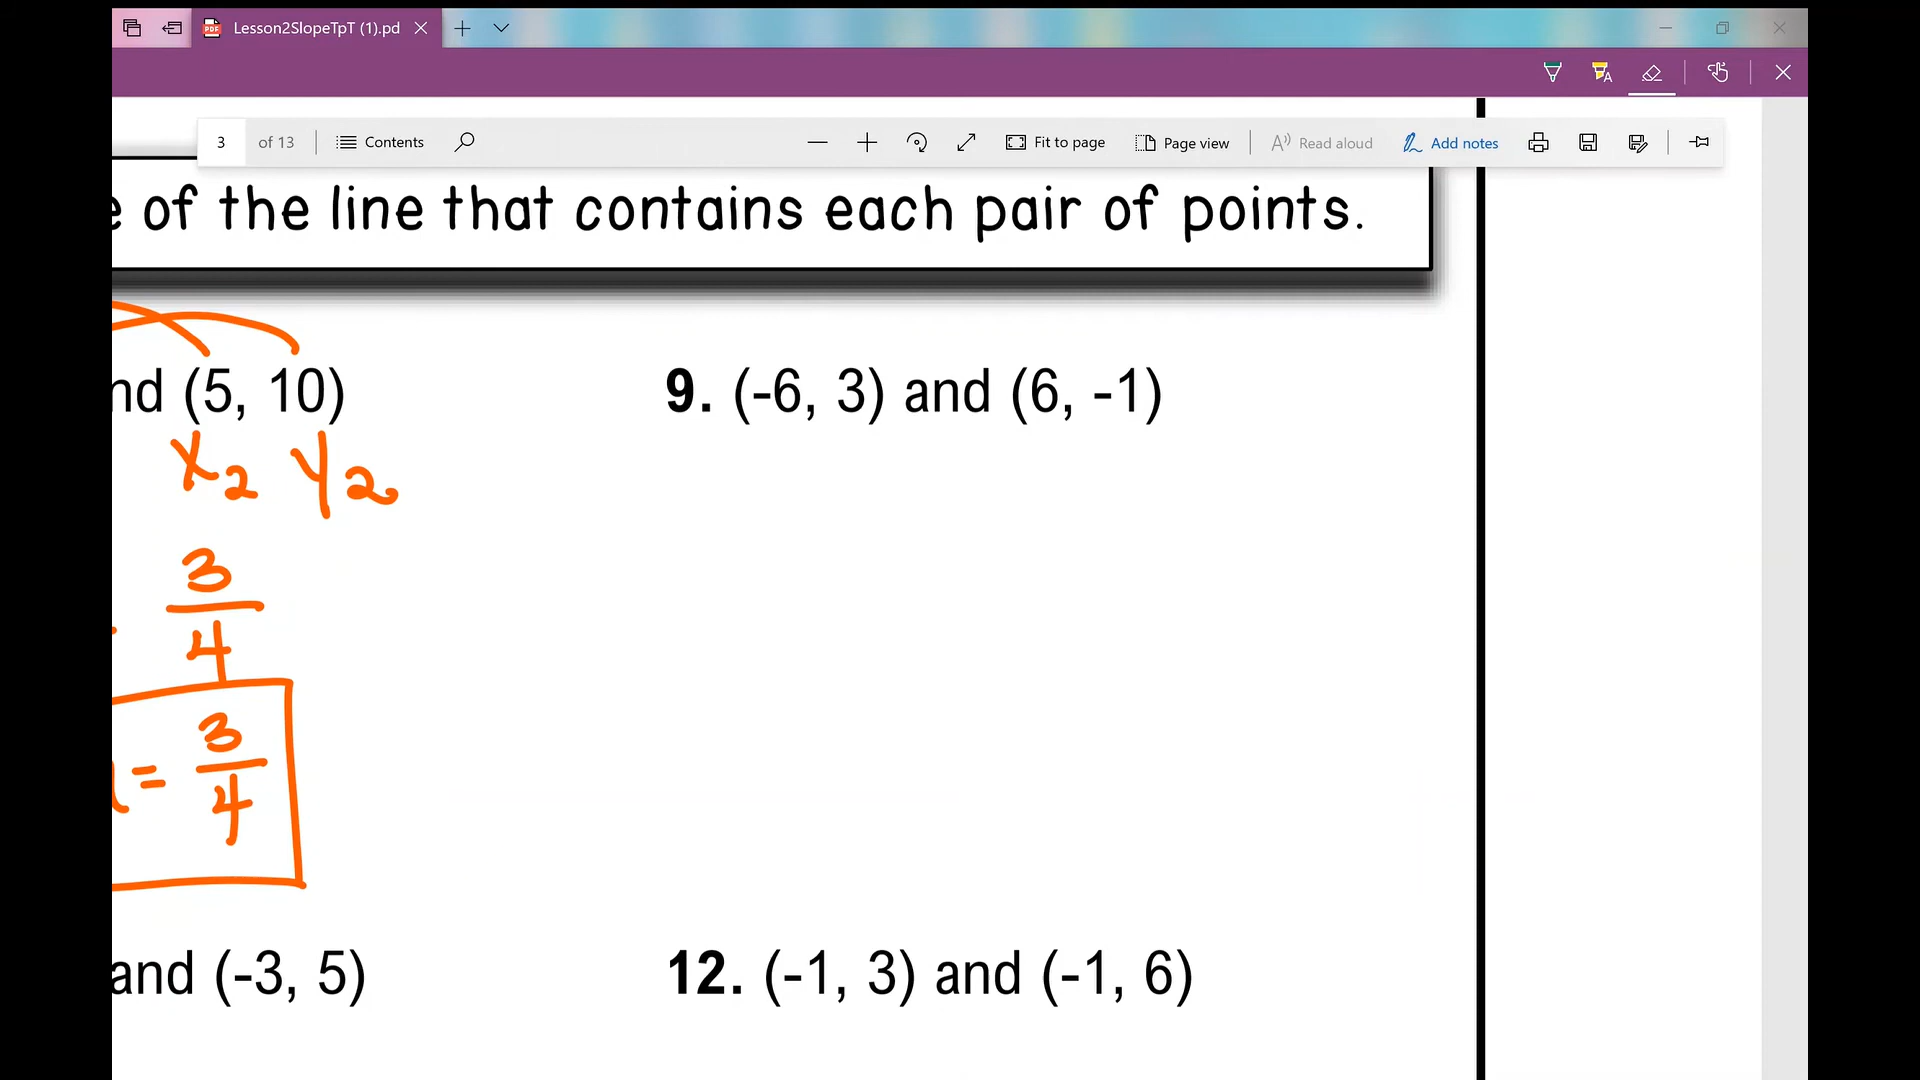 Lesson2SlopeTpT (1).pd
3 of 13 Contents Fit to page Page view Read aloud Add notes
e of the line that contains each pair of points.
nd (5, 10)
9. (-6, 3) and (6, -1)
x₂ y₂
3
4
= 3
4
and (-3, 5)
12. (-1, 3) and (-1, 6)